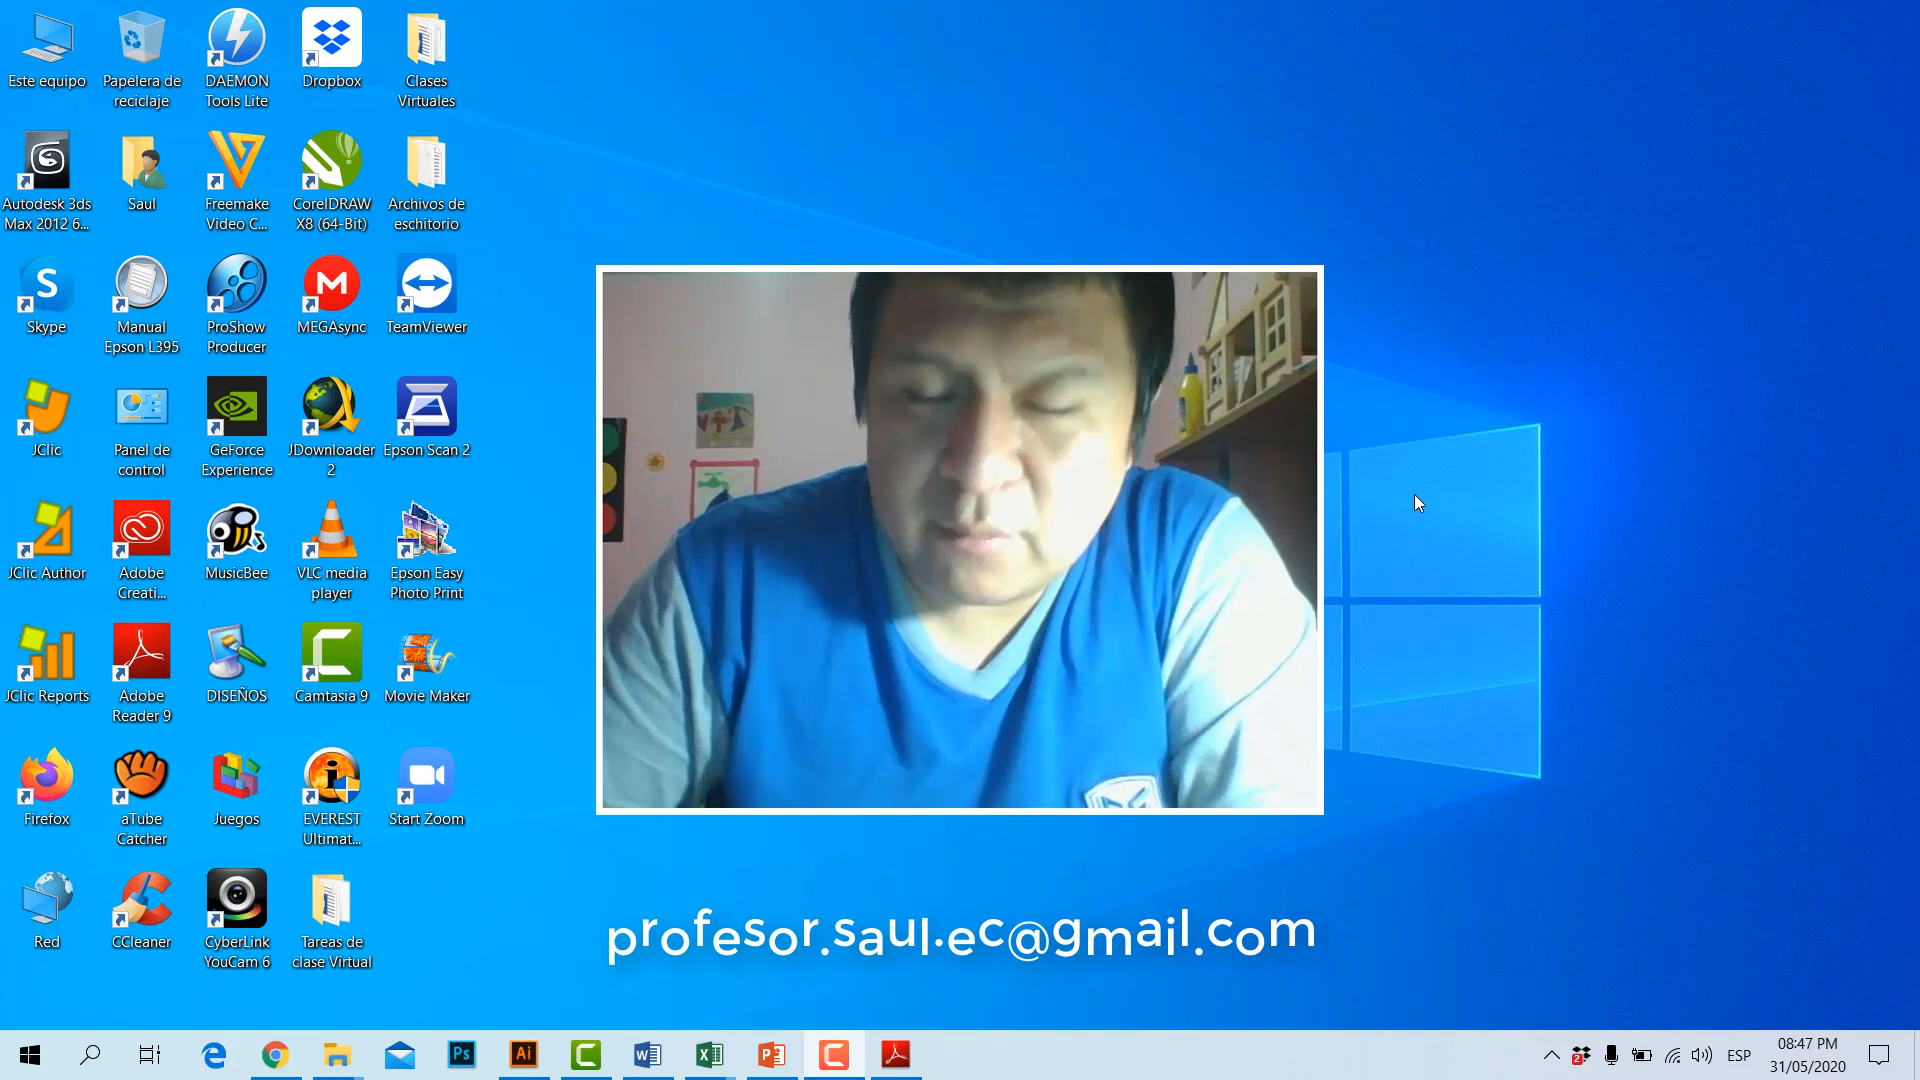 Este equipo
Papelera de
reciclaje
DAEMON
Tools Lite
Dropbox
Clases
Virtuales
Autodesk 3ds
Max 2012 6...
Saul
Freemake
Video C...
CorelDRAW
X8 (64-Bit)
Archivos de
eschitorio
Skype
Manual
Epson L395
ProShow
Producer
MEGAsync
TeamViewer
JClic
Panel de
control
GeForce
Experience
JDownloader
2
Epson Scan 2
JClic Author
Adobe
Creati...
MusicBee
VLC media
player
Epson Easy
Photo Print
JClic Reports
Adobe
Reader 9
DISEÑOS
Camtasia 9
Movie Maker
Firefox
aTube
Catcher
Juegos
EVEREST
Ultimat...
Start Zoom
Red
CCleaner
CyberLink
YouCam 6
Tareas de
clase Virtual
profesor.saul.ec@gmail.com
ESP
08:47 PM
31/05/2020